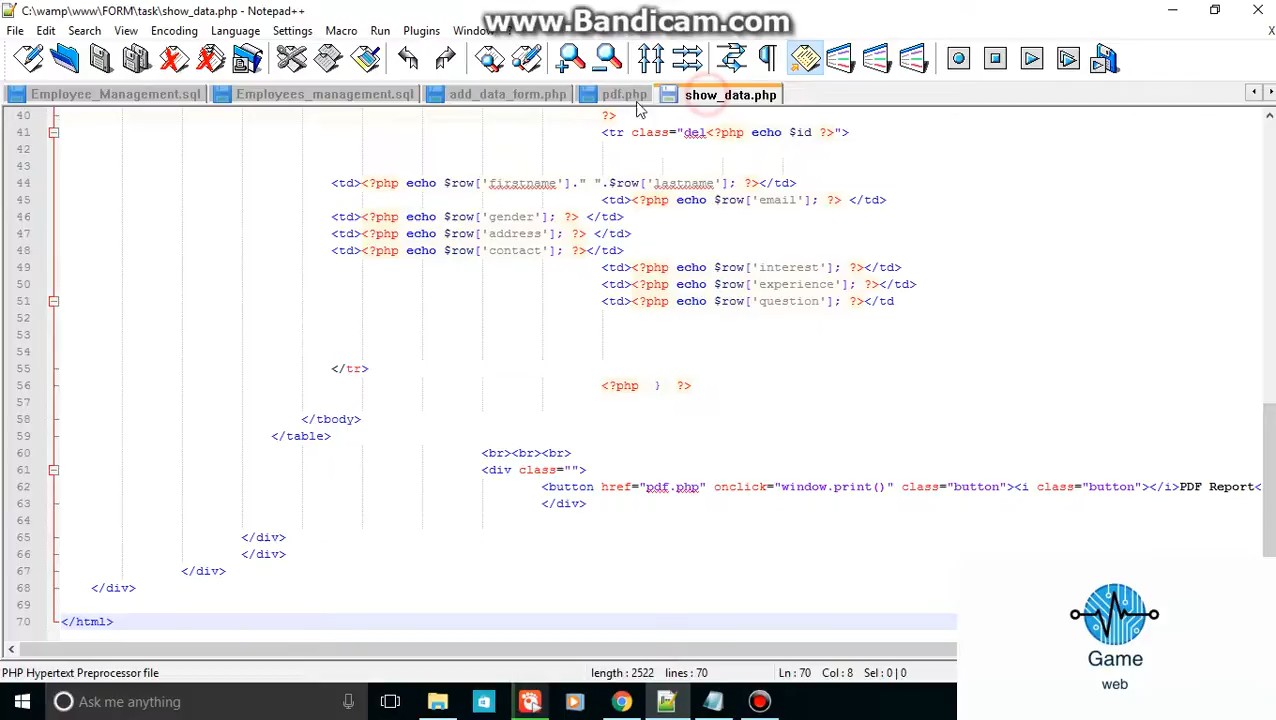 C:\wamp\www\FORM\task\show_data.php - Notepad++
www.Bandicam.com
File Edit Search View Encoding Language Settings Macro Run Plugins Window
Employee_Management.sql Employees_management.sql add_data_form.php pdf.php show_data.php
40 ?>
41 <tr class="del<?php echo $id ?>">
42
43
44 <td><?php echo $row['firstname']." ".$row['lastname']; ?></td>
45 <td><?php echo $row['email']; ?> </td>
46 <td><?php echo $row['gender']; ?> </td>
47 <td><?php echo $row['address']; ?> </td>
48 <td><?php echo $row['contact']; ?></td>
49 <td><?php echo $row['interest']; ?></td>
50 <td><?php echo $row['experience']; ?></td>
51 <td><?php echo $row['question']; ?></td
52
53
54
55 </tr>
56 <?php } ?>
57
58 </tbody>
59 </table>
60 <br><br><br>
61 <div class="">
62 <button href="pdf.php" onclick="window.print()" class="button"><i class="button"></i>PDF Report<
63 </div>
64
65 </div>
66 </div>
67 </div>
68 </div>
69
70 </html>
Game
web
PHP Hypertext Preprocessor file length : 2522 lines : 70 Ln : 70 Col : 8 Sel : 0 | 0
Ask me anything